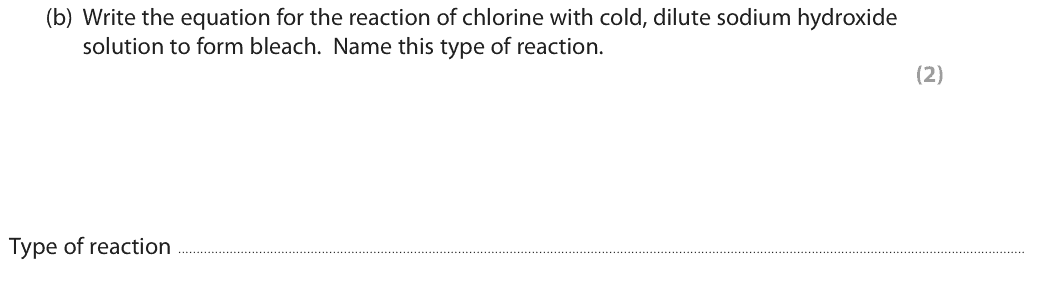 (b) Write the equation for the reaction of chlorine with cold, dilute sodium hydroxide
solution to form bleach. Name this type of reaction.
(2)
Type of reaction